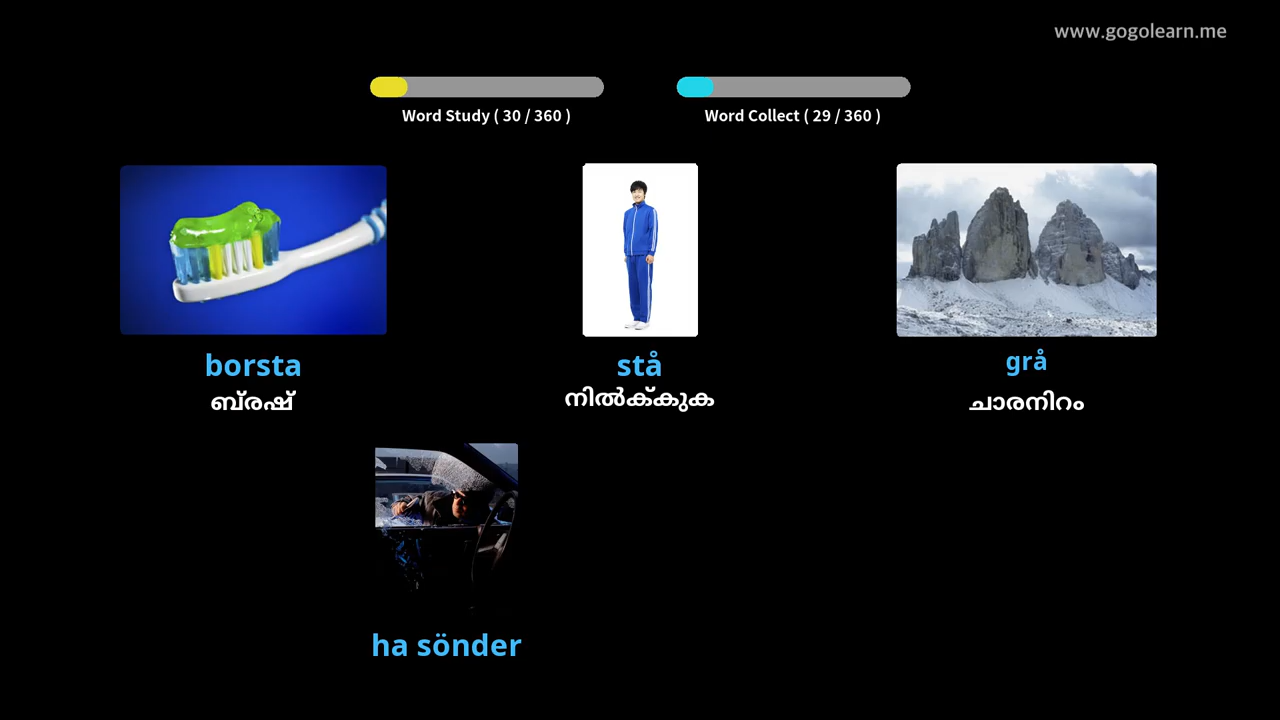 www.gogolearn.me
Word Study ( 30 / 360 )
Word Collect ( 29 / 360 )
borsta
stå
grå
ബ്രഷ്
നിൽക്കുക
ചാരനിറം
ha sönder